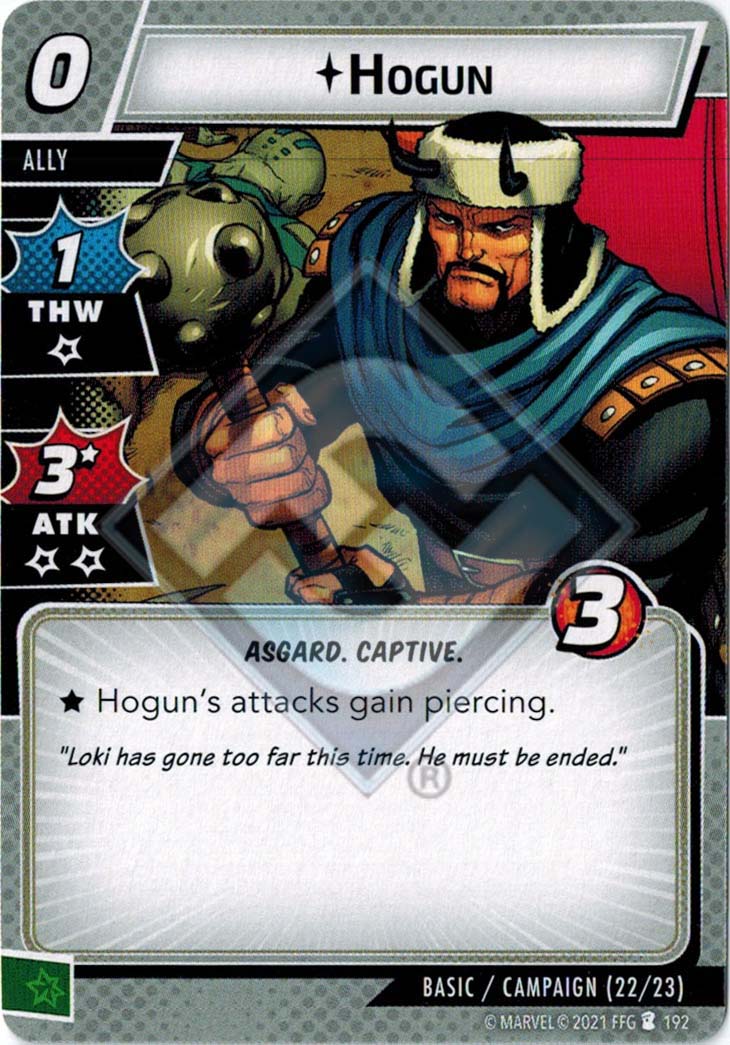 0
Hogun
ALLY
1
THW
3
ATK
3
ASGARD. CAPTIVE.
★ Hogun's attacks gain piercing.
"Loki has gone too far this time. He must be ended."
®
BASIC / CAMPAIGN (22/23)
© MARVEL © 2021 FFG 192